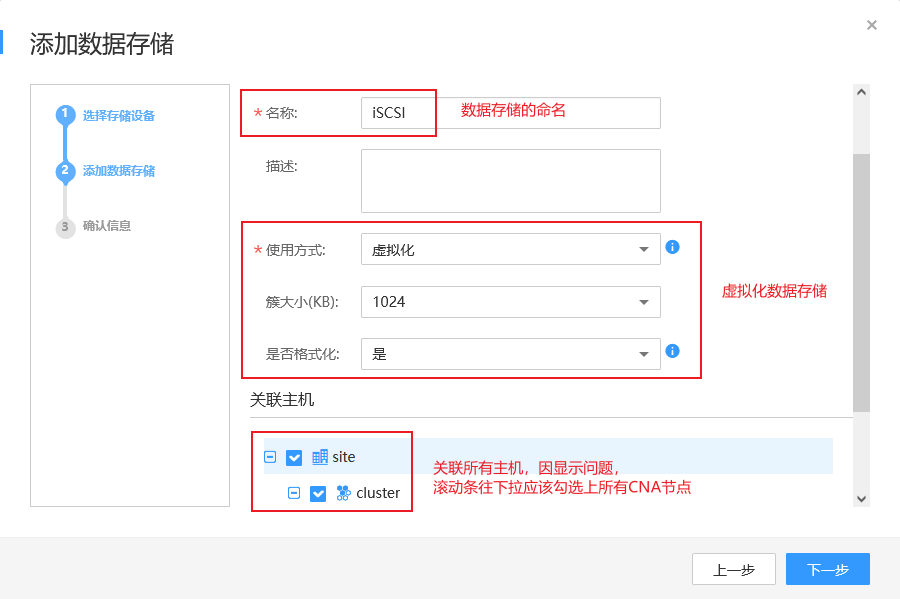 ×
添加数据存储
1 选择存储设备
2 添加数据存储
3 确认信息
* 名称: iSCSI 数据存储的命名
描述:
* 使用方式: 虚拟化
簇大小(KB): 1024
是否格式化: 是
虚拟化数据存储
关联主机
site
cluster
关联所有主机，因显示问题，
滚动条往下拉应该勾选上所有CNA节点
上一步 下一步